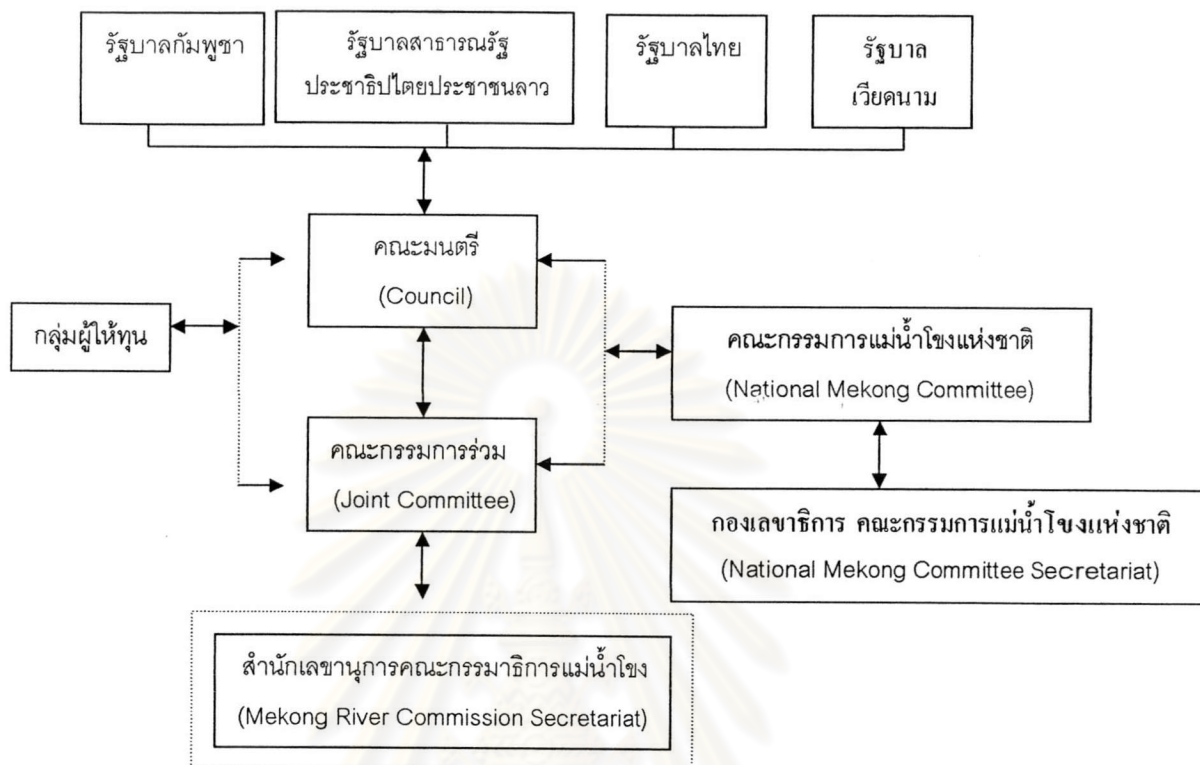 รัฐบาลกัมพูชา
รัฐบาลสาธารณรัฐ
ประชาธิปไตยประชาชนลาว
รัฐบาลไทย
รัฐบาล
เวียดนาม
คณะมนตรี
(Council)
กลุ่มผู้ให้ทุน
คณะกรรมการแม่น้ำโขงแห่งชาติ
(National Mekong Committee)
คณะกรรมการร่วม
(Joint Committee)
กองเลขาธิการ คณะกรรมการแม่น้ำโขงแห่งชาติ
(National Mekong Committee Secretariat)
สำนักเลขานุการคณะกรรมาธิการแม่น้ำโขง
(Mekong River Commission Secretariat)